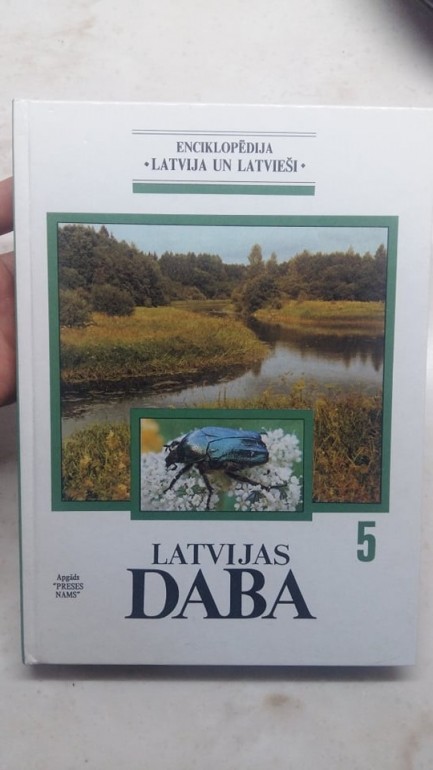 ENCIKLOPĒDIJA
• LATVIJA UN LATVIEŠI •
5
LATVIJAS
DABA
Apgāds
"PRESES
NAMS"